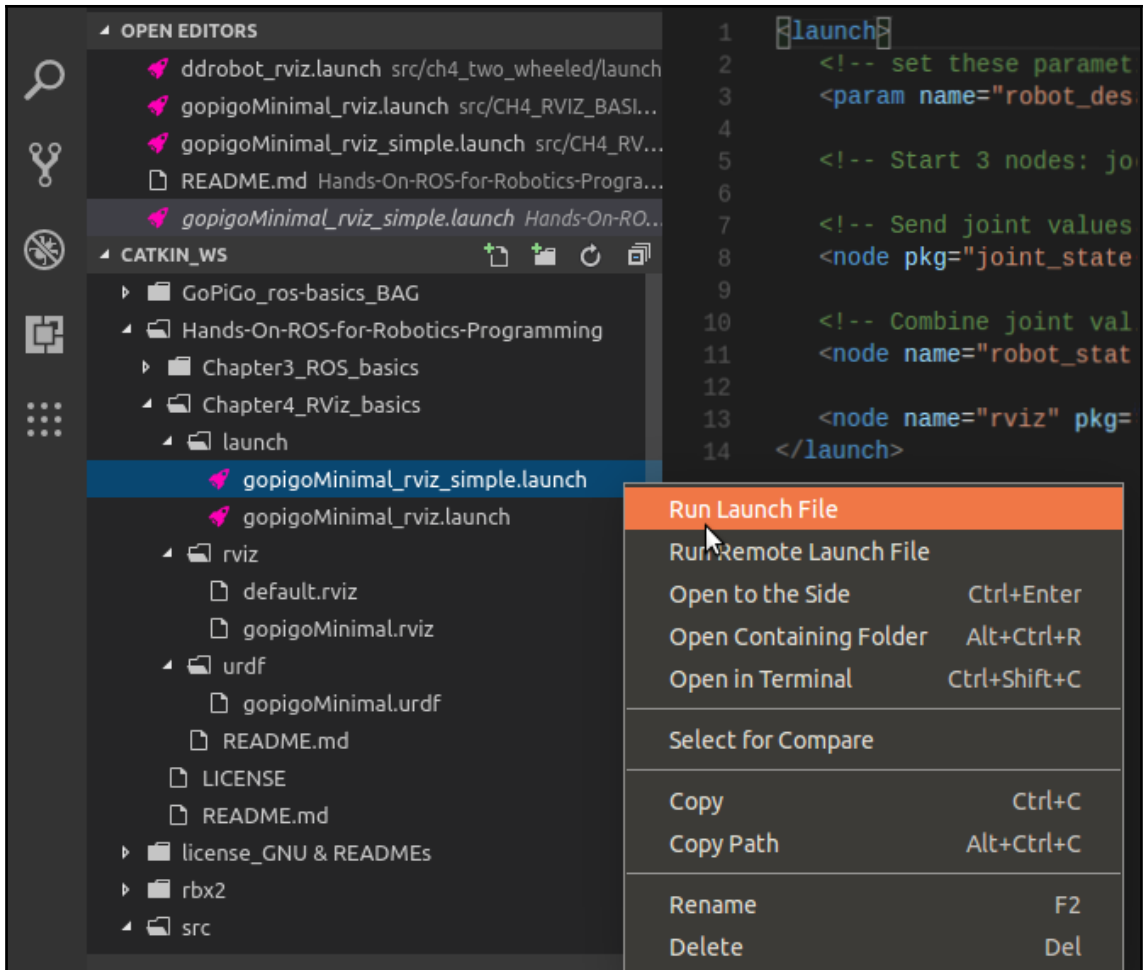 OPEN EDITORS
ddrobot_rviz.launch src/ch4_two_wheeled/launch
gopigoMinimal_rviz.launch src/CH4_RVIZ_BASI...
gopigoMinimal_rviz_simple.launch src/CH4_RV...
README.md Hands-On-ROS-for-Robotics-Progra...
gopigoMinimal_rviz_simple.launch Hands-On-RO...
CATKIN_WS
GoPiGo_ros-basics_BAG
Hands-On-ROS-for-Robotics-Programming
Chapter3_ROS_basics
Chapter4_RViz_basics
launch
gopigoMinimal_rviz_simple.launch
gopigoMinimal_rviz.launch
rviz
default.rviz
gopigoMinimal.rviz
urdf
gopigoMinimal.urdf
README.md
LICENSE
README.md
license_GNU & READMEs
rbx2
src
1 <launch>
2 <!-- set these paramet
3 <param name="robot_des
4
5 <!-- Start 3 nodes: jo
6
7 <!-- Send joint values
8 <node pkg="joint_state
9
10 <!-- Combine joint val
11 <node name="robot_stat
12
13 <node name="rviz" pkg=
14 </launch>
Run Launch File
Run Remote Launch File
Open to the Side Ctrl+Enter
Open Containing Folder Alt+Ctrl+R
Open in Terminal Ctrl+Shift+C
Select for Compare
Copy Ctrl+C
Copy Path Alt+Ctrl+C
Rename F2
Delete Del